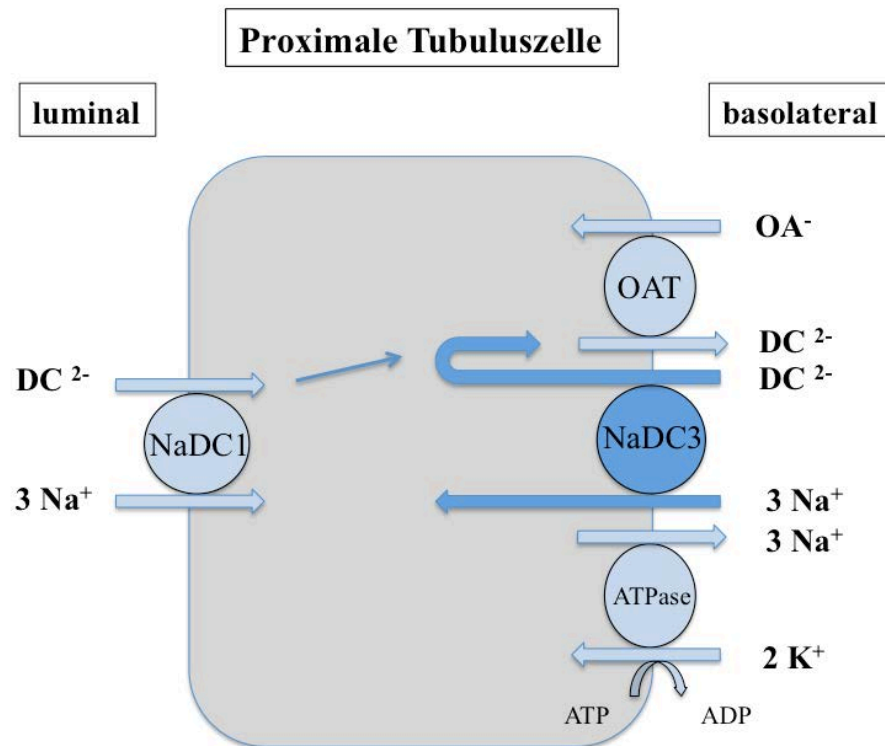 Proximale Tubuluszelle
luminal
basolateral
OA⁻
OAT
DC ²⁻
DC ²⁻
DC ²⁻
NaDC1
NaDC3
3 Na⁺
3 Na⁺
3 Na⁺
ATPase
2 K⁺
ATP
ADP